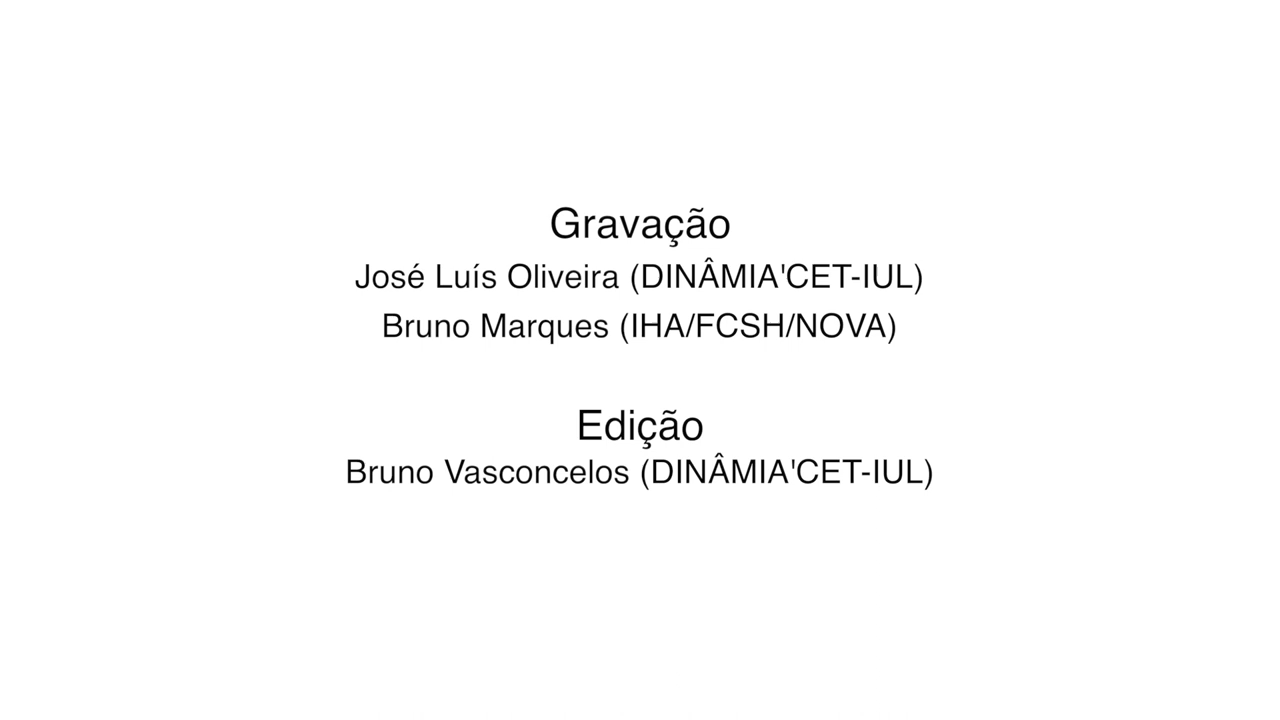 Gravação
José Luís Oliveira (DINÂMIA'CET-IUL)
Bruno Marques (IHA/FCSH/NOVA)
Edição
Bruno Vasconcelos (DINÂMIA'CET-IUL)